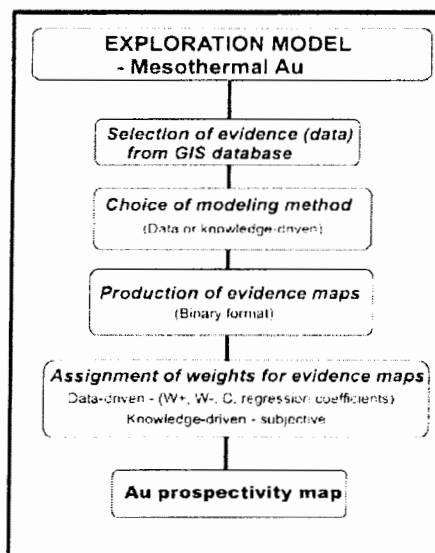 EXPLORATION MODEL
- Mesothermal Au
Selection of evidence (data)
from GIS database
Choice of modeling method
(Data or knowledge-driven)
Production of evidence maps
(Binary format)
Assignment of weights for evidence maps
Data-driven - (W+, W-, C, regression coefficients)
Knowledge-driven - subjective
Au prospectivity map